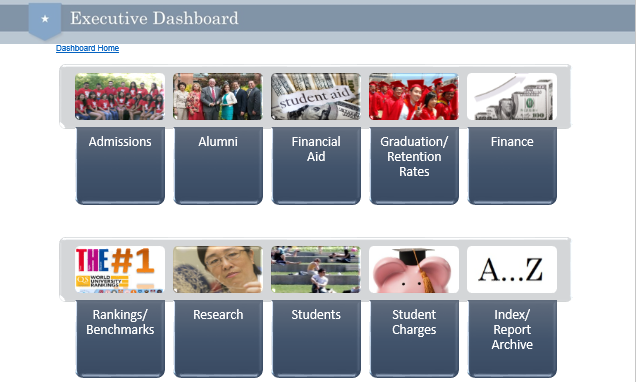 Executive Dashboard
Dashboard Home
student aid
Admissions
Alumni
Financial
Aid
Graduation/
Retention
Rates
Finance
THE #1
WORLD
UNIVERSITY
RANKINGS
A...Z
Rankings/
Benchmarks
Research
Students
Student
Charges
Index/
Report
Archive